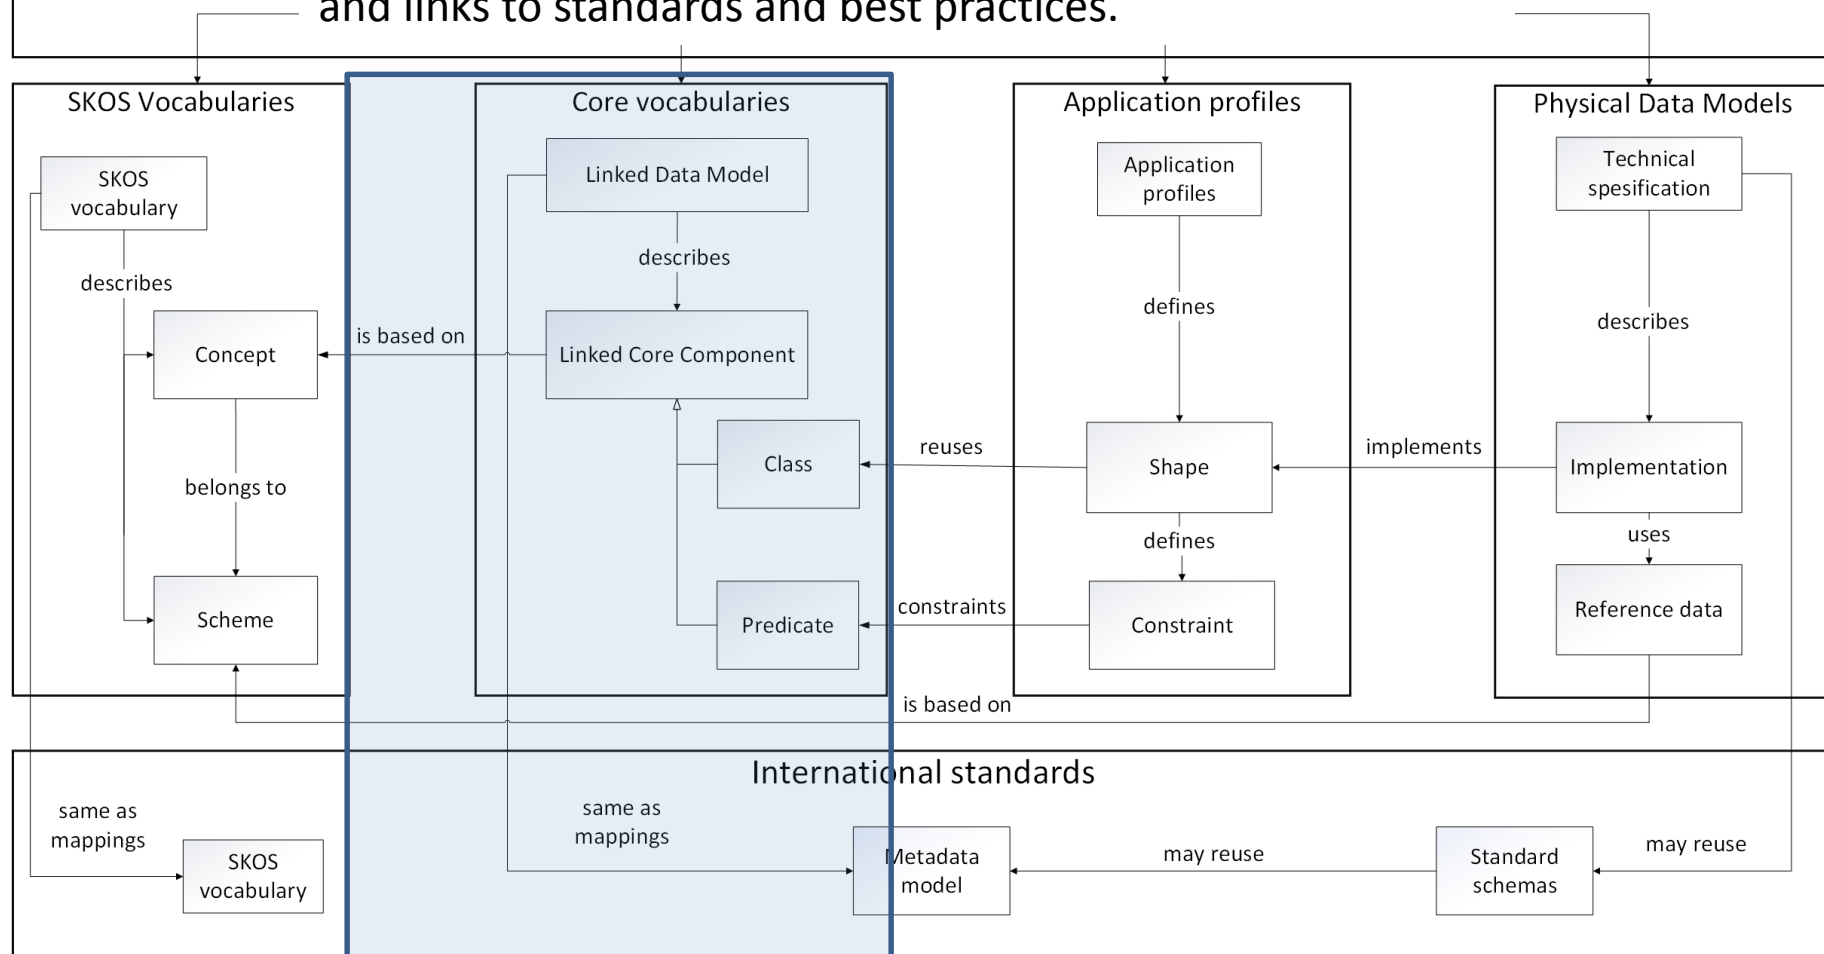 and links to standards and best practices.
SKOS Vocabularies
Core vocabularies
Application profiles
Physical Data Models
SKOS
vocabulary
Linked Data Model
Application
profiles
Technical
spesification
describes
describes
defines
describes
Concept
is based on
Linked Core Component
Class
reuses
Shape
implements
Implementation
belongs to
defines
uses
Scheme
Predicate
constraints
Constraint
Reference data
is based on
International standards
same as
mappings
SKOS
vocabulary
same as
mappings
Metadata
model
may reuse
Standard
schemas
may reuse